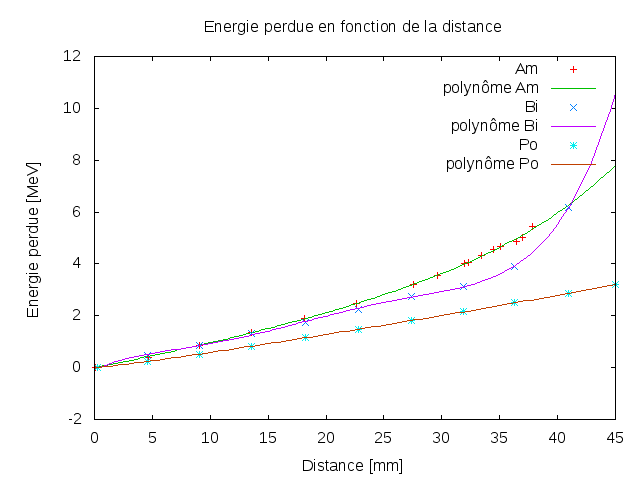 Energie perdue en fonction de la distance
12
10
8
6
4
2
0
-2
Energie perdue [MeV]
Am
polynôme Am
Bi
polynôme Bi
Po
polynôme Po
0
5
10
15
20
25
30
35
40
45
Distance [mm]